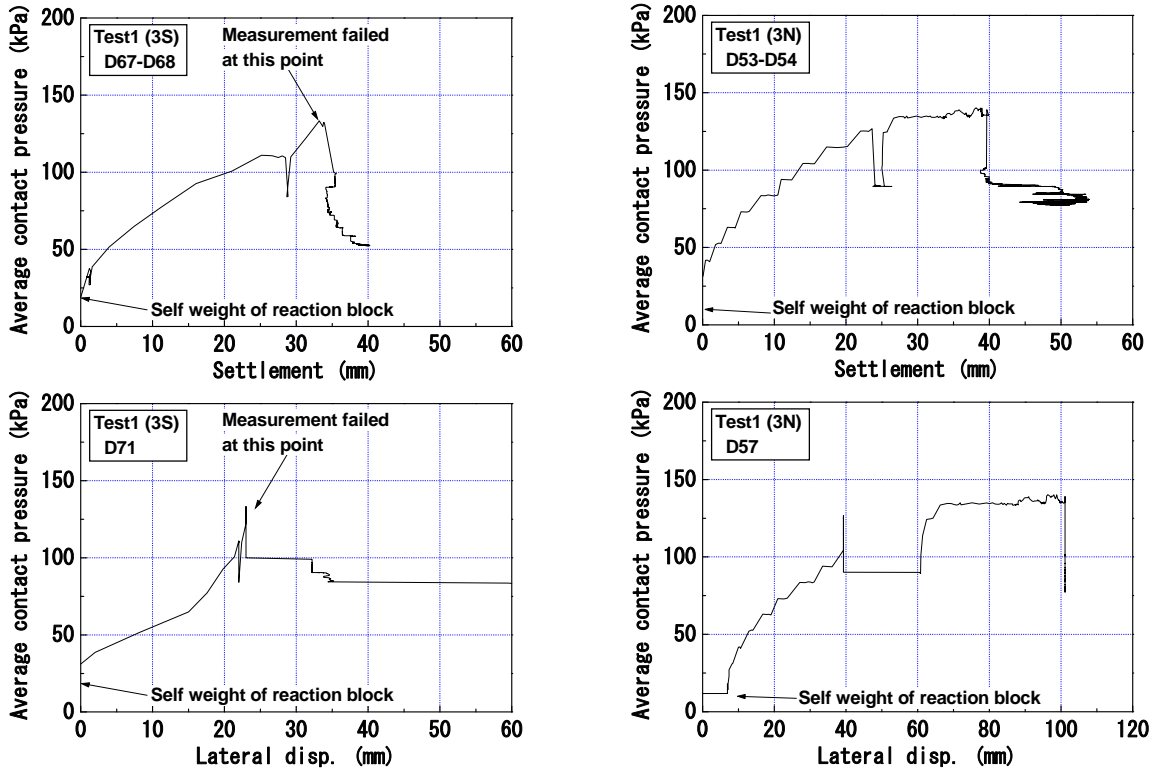 Average contact pressure (kPa)
200
150
100
50
0
Test1 (3S)
D67-D68
Measurement failed
at this point
Self weight of reaction block
0 10 20 30 40 50 60
Settlement (mm)
Average contact pressure (kPa)
200
150
100
50
0
Test1 (3N)
D53-D54
Self weight of reaction block
0 10 20 30 40 50 60
Settlement (mm)
Average contact pressure (kPa)
200
150
100
50
0
Test1 (3S)
D71
Measurement failed
at this point
Self weight of reaction block
0 10 20 30 40 50 60
Lateral disp. (mm)
Average contact pressure (kPa)
200
150
100
50
0
Test1 (3N)
D57
Self weight of reaction block
0 20 40 60 80 100 120
Lateral disp. (mm)